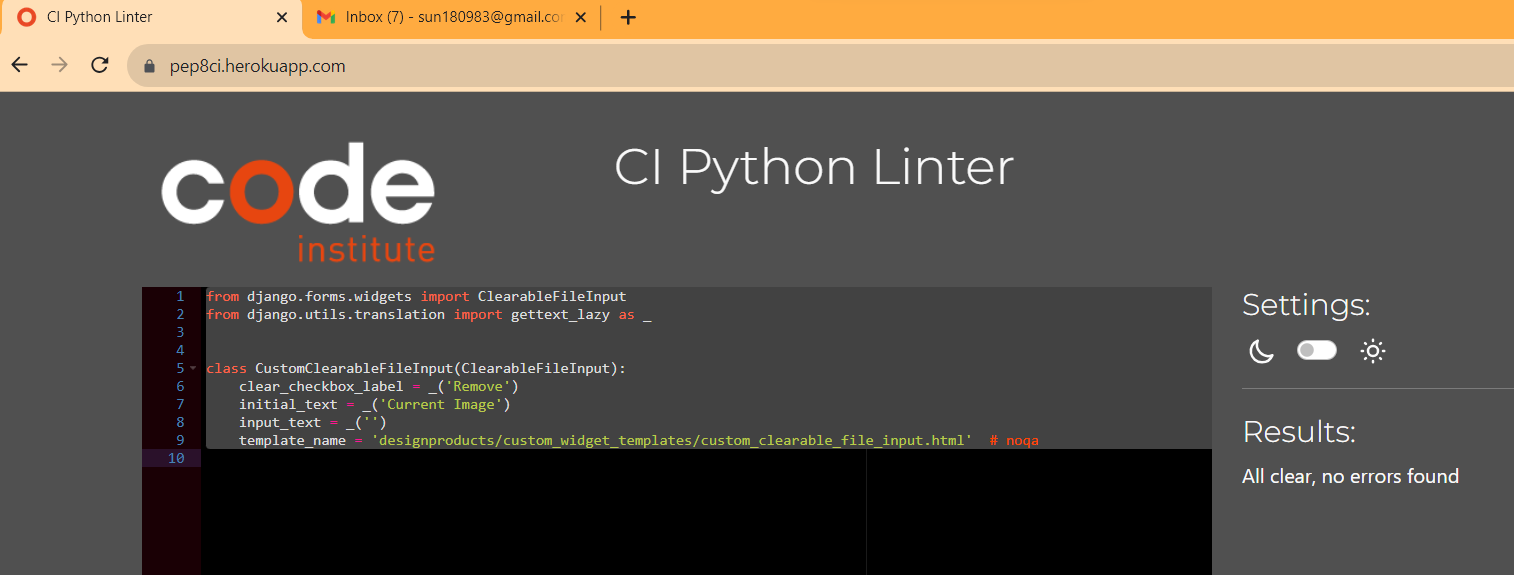 CI Python Linter
Inbox (7) - sun180983@gmail.co
pep8ci.herokuapp.com
code
institute
CI Python Linter
1 from django.forms.widgets import ClearableFileInput
2 from django.utils.translation import gettext_lazy as _
3
4
5 class CustomClearableFileInput(ClearableFileInput):
6     clear_checkbox_label = _('Remove')
7     initial_text = _('Current Image')
8     input_text = _('')
9     template_name = 'designproducts/custom_widget_templates/custom_clearable_file_input.html'  # noqa
10
Settings:
Results:
All clear, no errors found